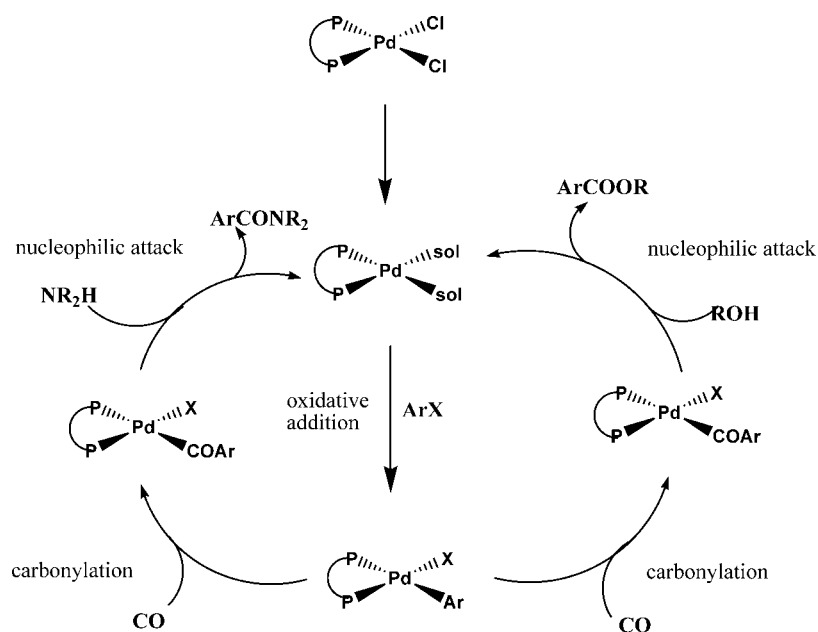 P
Cl
Pd
P
Cl
ArCOOR
ArCONR2
nucleophilic attack
nucleophilic attack
P
sol
Pd
P
sol
NR2H
ROH
oxidative
addition
ArX
P
X
Pd
P
COAr
P
X
Pd
P
COAr
carbonylation
P
X
Pd
P
Ar
carbonylation
CO
CO